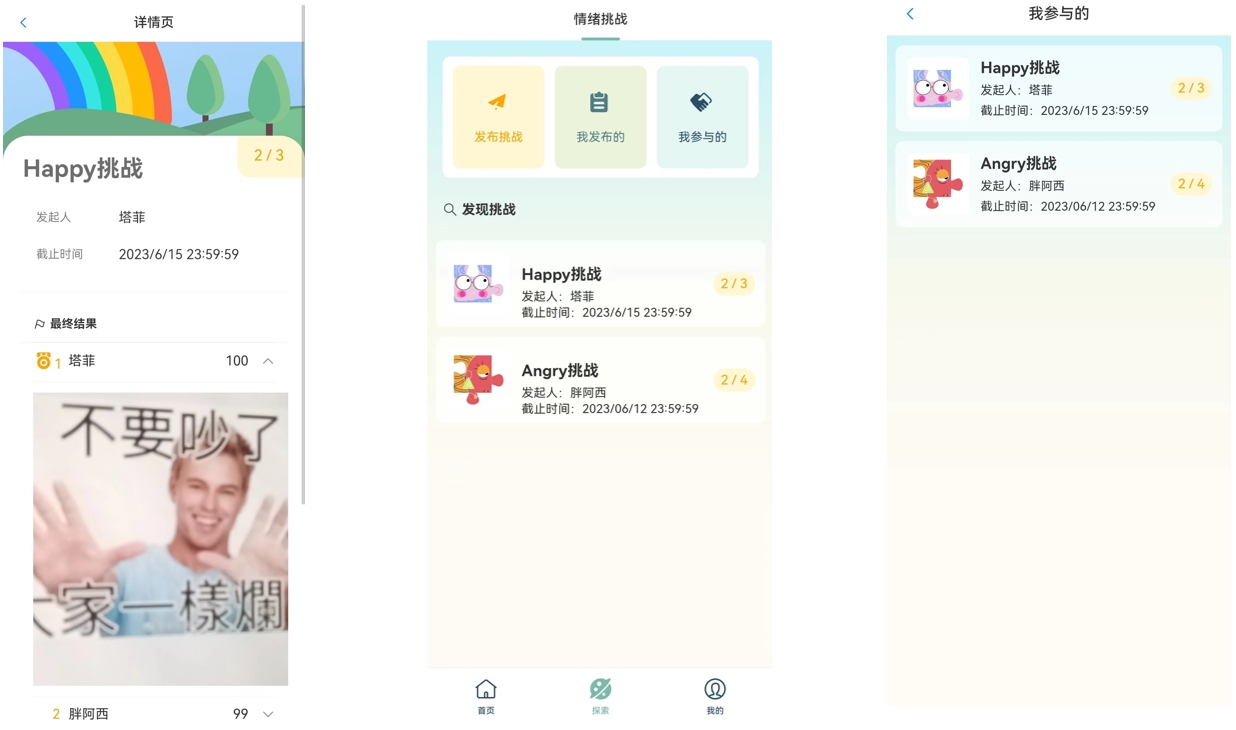 详情页
Happy挑战
2 / 3
发起人 塔菲
截止时间 2023/6/15 23:59:59
最终结果
1 塔菲 100
不要吵了
大家一樣爛
2 胖阿西 99
情绪挑战
发布挑战
我发布的
我参与的
发现挑战
Happy挑战
发起人：塔菲
截止时间：2023/6/15 23:59:59
2 / 3
Angry挑战
发起人：胖阿西
截止时间：2023/06/12 23:59:59
2 / 4
首页
探索
我的
我参与的
Happy挑战
发起人：塔菲
截止时间：2023/6/15 23:59:59
2 / 3
Angry挑战
发起人：胖阿西
截止时间：2023/06/12 23:59:59
2 / 4